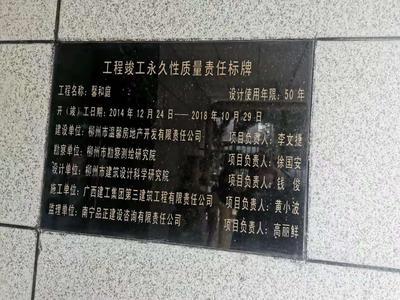 工程竣工永久性质量责任标牌
工程名称：馨和庭 设计使用年限：50年
开（竣）工日期：2014年12月24日——2018年10月29日
建设单位：柳州市温馨房地产开发有限责任公司 项目负责人：李文捷
勘察单位：柳州市勘察测绘研究院 项目负责人：徐国安
设计单位：柳州市建筑设计科学研究院 项目负责人：钱俊
施工单位：广西建工集团第三建筑工程有限责任公司 项目负责人：黄小波
监理单位：南宁品正建设咨询有限责任公司 项目负责人：高丽鲜